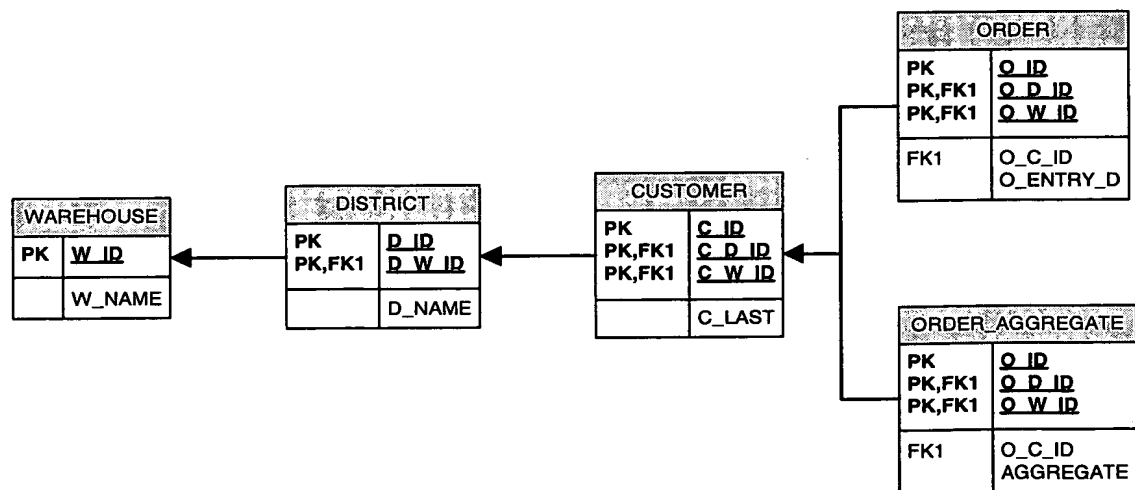 WAREHOUSE
PK W_ID
W_NAME
DISTRICT
PK D_ID
PK,FK1 D_W_ID
D_NAME
CUSTOMER
PK C_ID
PK,FK1 C_D_ID
PK,FK1 C_W_ID
C_LAST
ORDER
PK O_ID
PK,FK1 O_D_ID
PK,FK1 O_W_ID
FK1 O_C_ID
O_ENTRY_D
ORDER_AGGREGATE
PK O_ID
PK,FK1 O_D_ID
PK,FK1 O_W_ID
FK1 O_C_ID
AGGREGATE